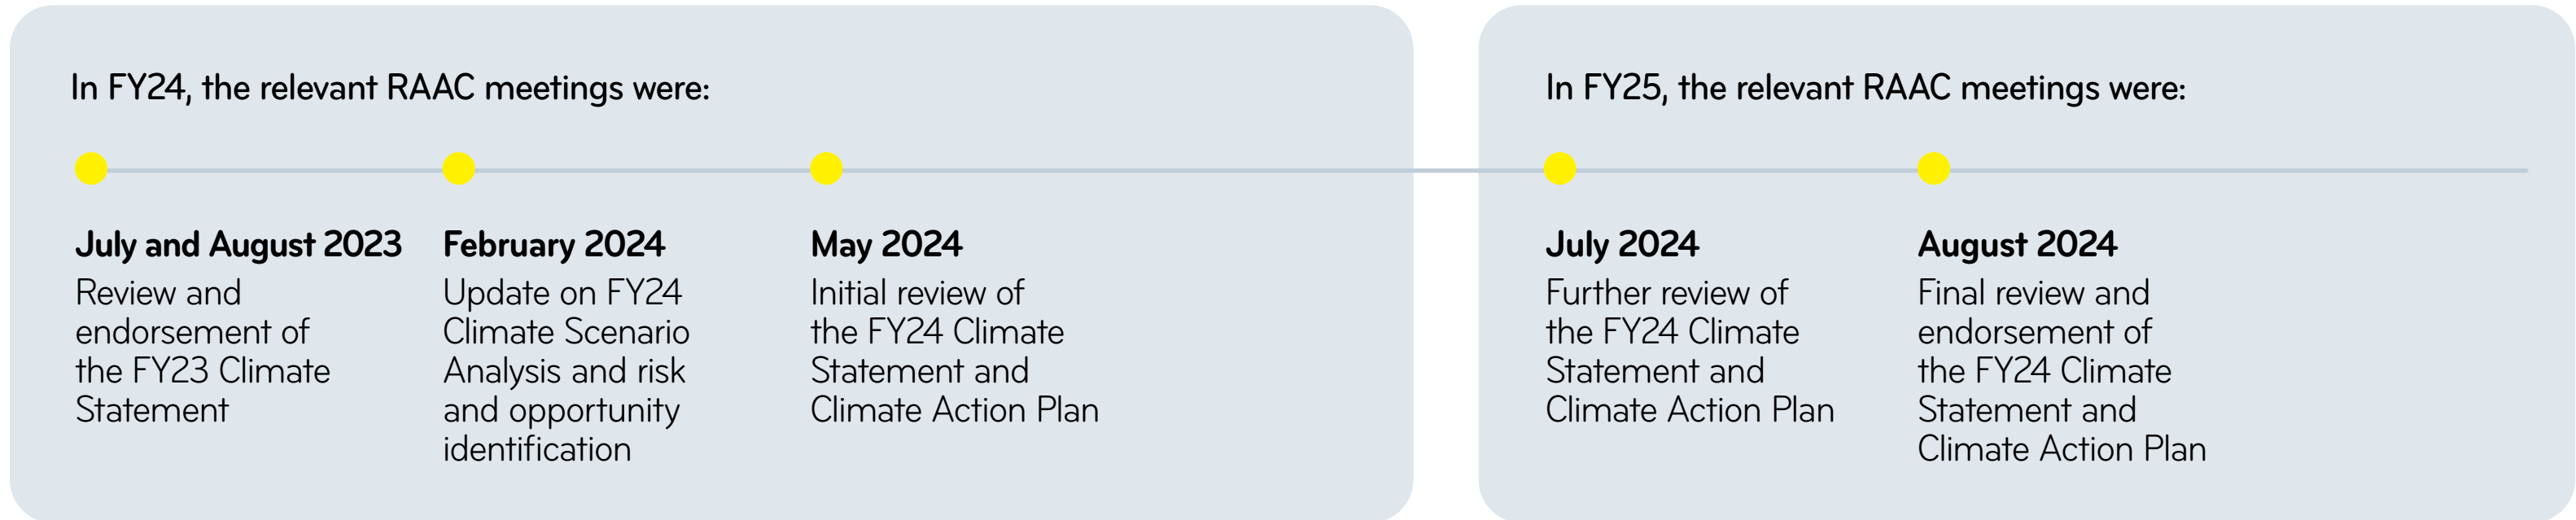 In FY24, the relevant RAAC meetings were:
July and August 2023
Review and
endorsement of
the FY23 Climate
Statement
February 2024
Update on FY24
Climate Scenario
Analysis and risk
and opportunity
identification
May 2024
Initial review of
the FY24 Climate
Statement and
Climate Action Plan
In FY25, the relevant RAAC meetings were:
July 2024
Further review of
the FY24 Climate
Statement and
Climate Action Plan
August 2024
Final review and
endorsement of
the FY24 Climate
Statement and
Climate Action Plan